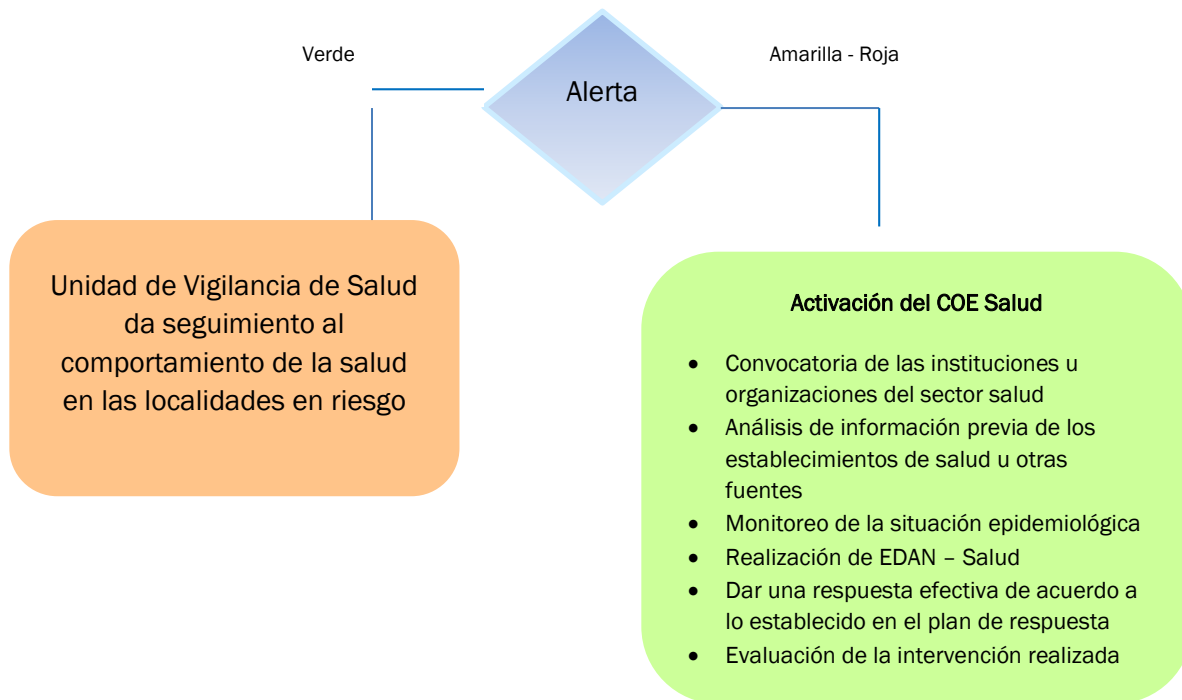 Verde
Alerta
Amarilla - Roja
Unidad de Vigilancia de Salud
da seguimiento al
comportamiento de la salud
en las localidades en riesgo
Activación del COE Salud
• Convocatoria de las instituciones u
organizaciones del sector salud
• Análisis de información previa de los
establecimientos de salud u otras
fuentes
• Monitoreo de la situación epidemiológica
• Realización de EDAN – Salud
• Dar una respuesta efectiva de acuerdo a
lo establecido en el plan de respuesta
• Evaluación de la intervención realizada